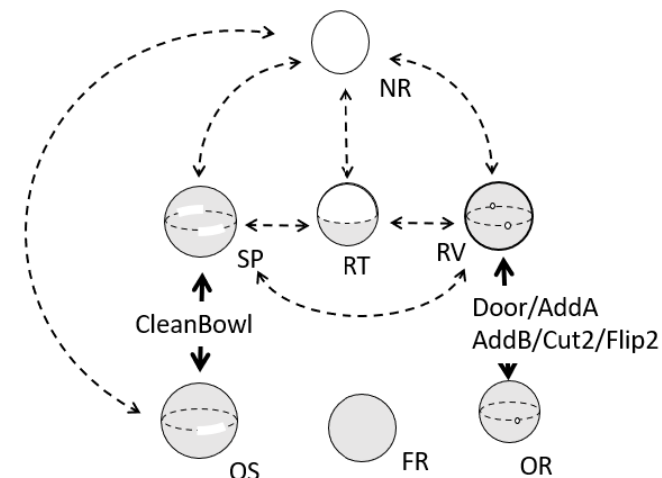 NR
SP
RT
RV
CleanBowl
Door/AddA
AddB/Cut2/Flip2
OS
FR
OR